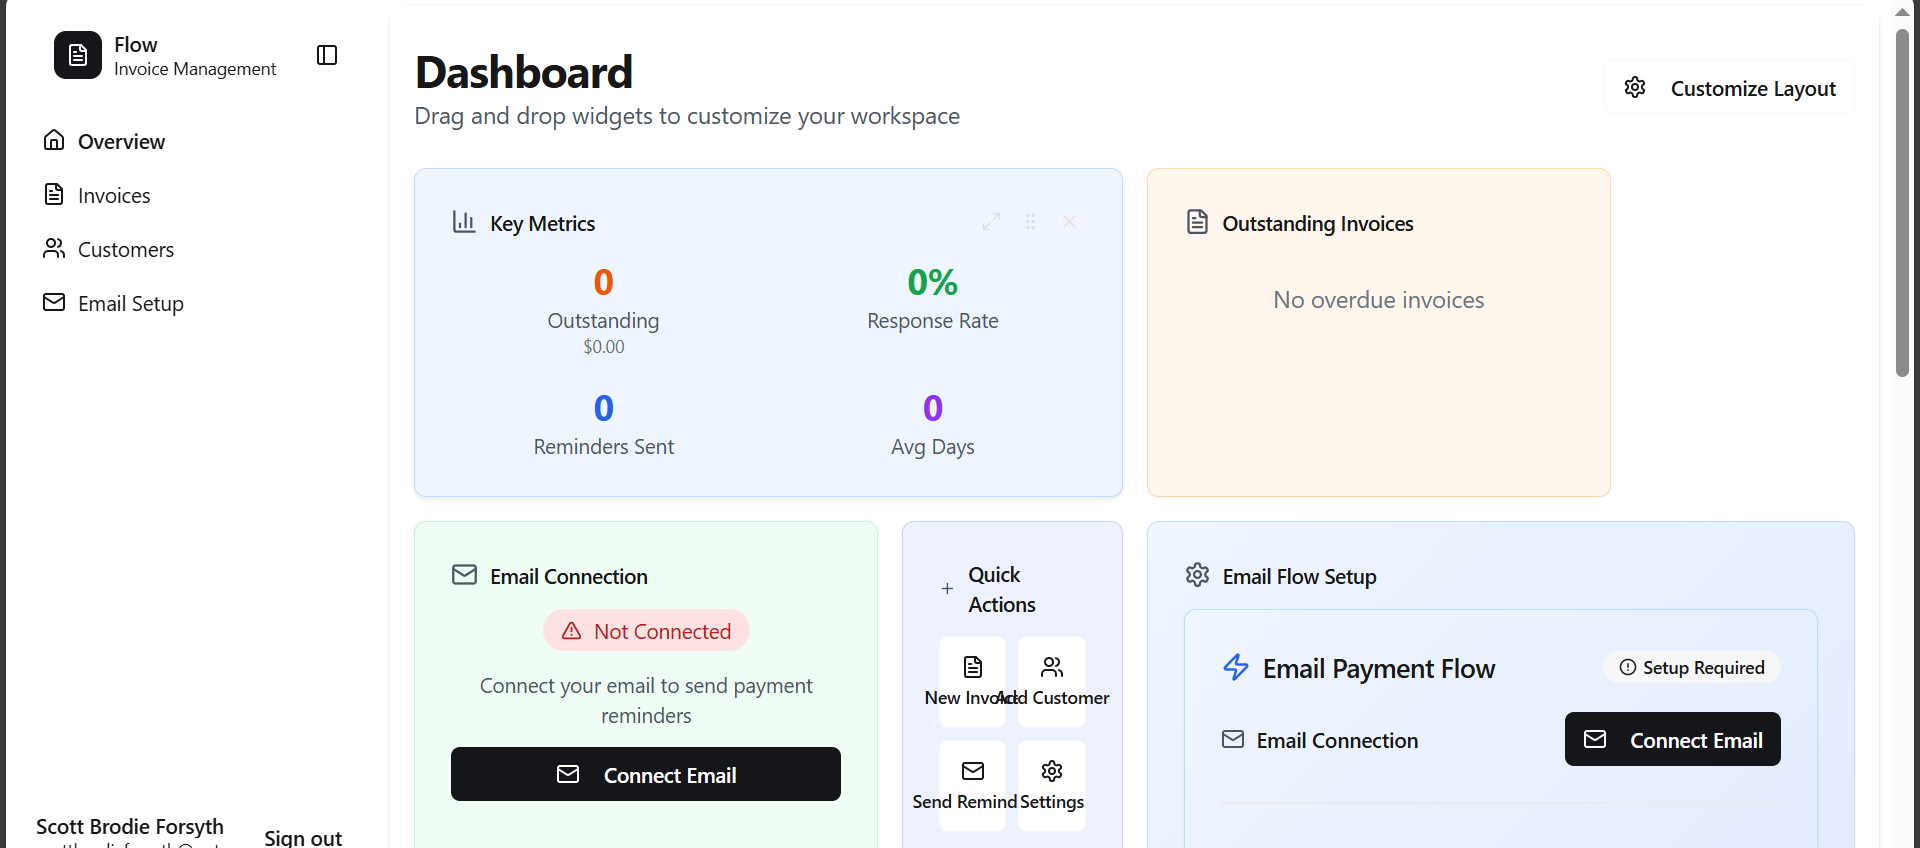 Flow
Invoice Management
Overview
Invoices
Customers
Email Setup
Scott Brodie Forsyth
Sign out
Dashboard
Drag and drop widgets to customize your workspace
Customize Layout
Key Metrics
0
Outstanding
$0.00
0%
Response Rate
0
Reminders Sent
0
Avg Days
Outstanding Invoices
No overdue invoices
Email Connection
Not Connected
Connect your email to send payment
reminders
Connect Email
Quick
Actions
New Invoice
Add Customer
Send Remind
Settings
Email Flow Setup
Email Payment Flow
Setup Required
Email Connection
Connect Email